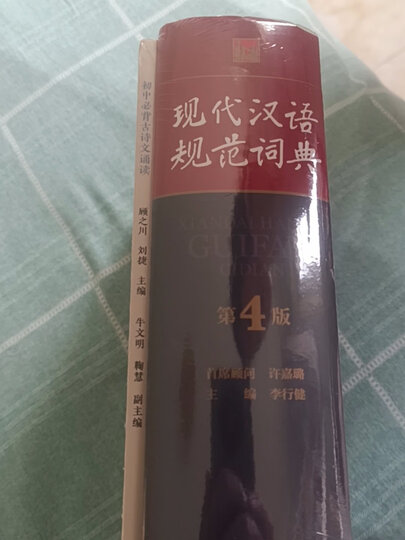 初中必背古诗文诵读
顾之川 刘捷 主编 牛文明 鞠慧 副主编
现代汉语
规范词典
XIANDAI HAN
GUIFAN
CIDIAN
第4版
首席顾问 许嘉璐
主编 李行健